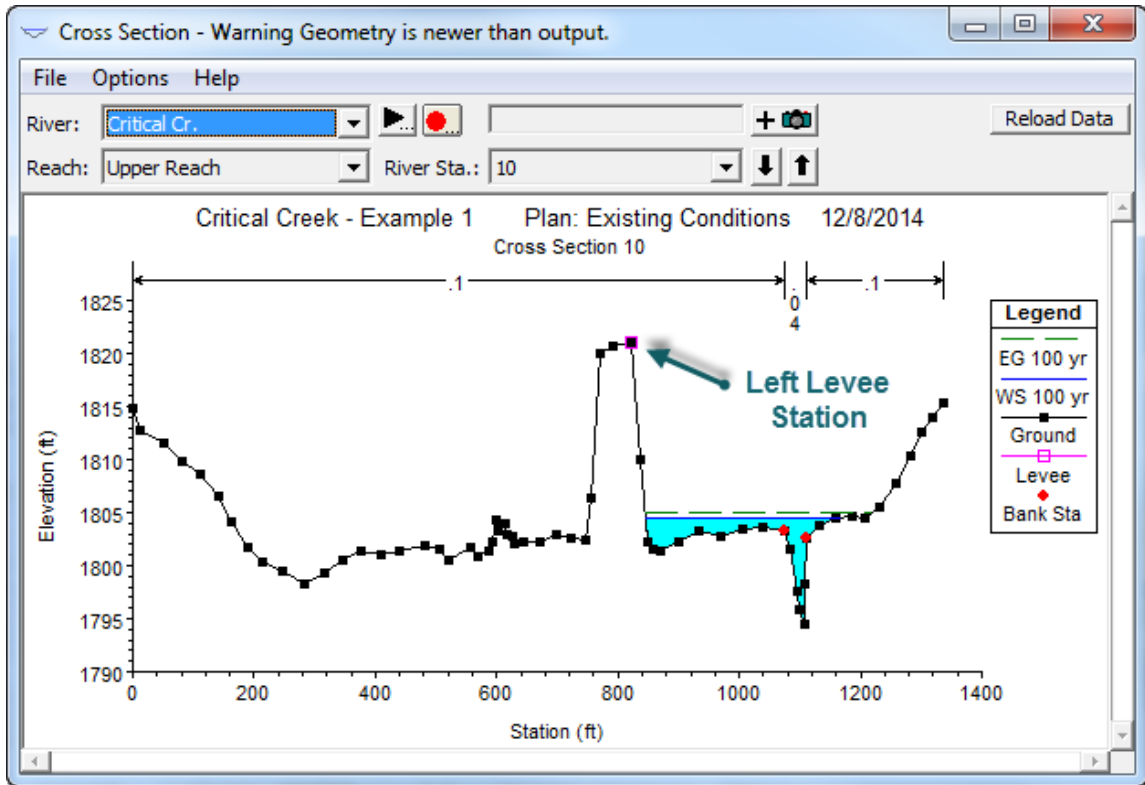 Cross Section - Warning Geometry is newer than output.
File Options Help
River: Critical Cr. ... ... + Reload Data
Reach: Upper Reach River Sta.: 10
Critical Creek - Example 1 Plan: Existing Conditions 12/8/2014
Cross Section 10
.1 .04 .1
1825
1820
1815
1810
1805
1800
1795
1790
Elevation (ft)
Left Levee
Station
Legend
EG 100 yr
WS 100 yr
Ground
Levee
Bank Sta
0 200 400 600 800 1000 1200 1400
Station (ft)